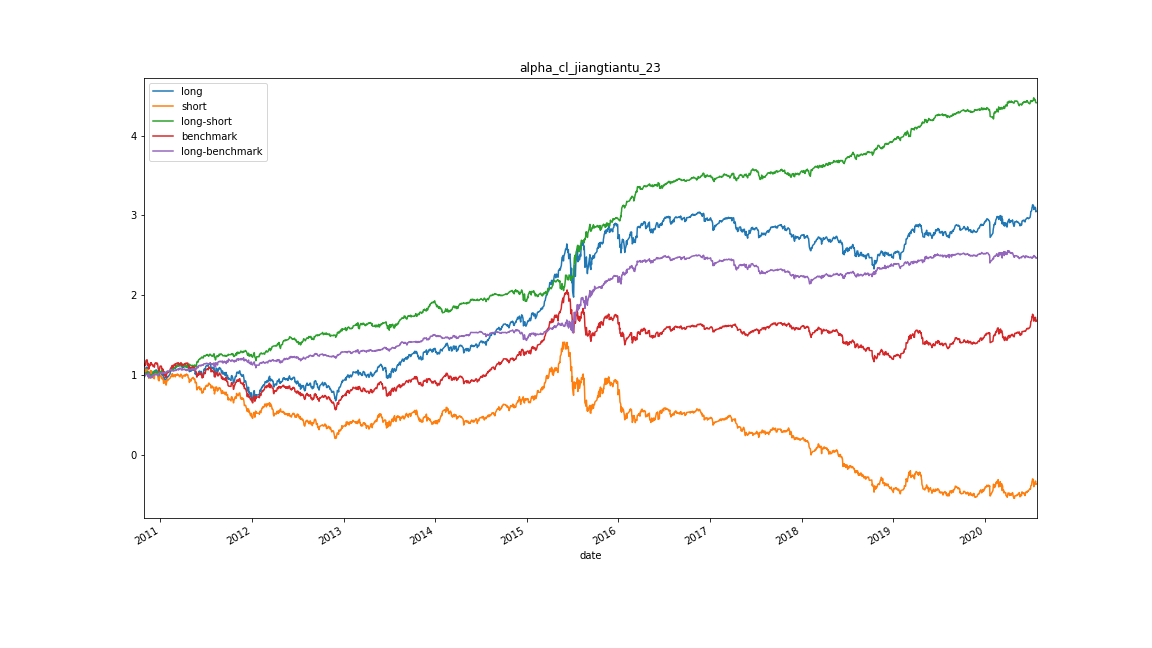 alpha_cl_jiangtiantu_23
long
short
long-short
benchmark
long-benchmark
4
3
2
1
0
2011 2012 2013 2014 2015 2016 2017 2018 2019 2020
date